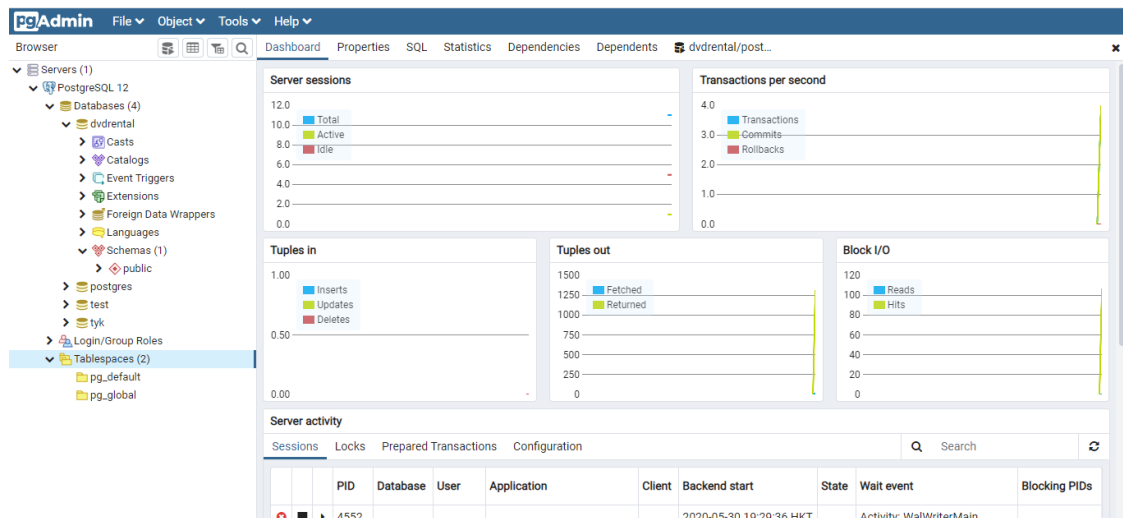 pgAdmin File Object Tools Help
Browser
Dashboard Properties SQL Statistics Dependencies Dependents dvdrental/post...
Servers (1)
PostgreSQL 12
Databases (4)
dvdrental
Casts
Catalogs
Event Triggers
Extensions
Foreign Data Wrappers
Languages
Schemas (1)
public
postgres
test
tyk
Login/Group Roles
Tablespaces (2)
pg_default
pg_global
Server sessions
12.0
10.0
8.0
6.0
4.0
2.0
0.0
Total
Active
Idle
Transactions per second
4.0
3.0
2.0
1.0
0.0
Transactions
Commits
Rollbacks
Tuples in
1.00
0.50
0.00
Inserts
Updates
Deletes
Tuples out
1500
1250
1000
750
500
250
0
Fetched
Returned
Block I/O
120
100
80
60
40
20
0
Reads
Hits
Server activity
Sessions Locks Prepared Transactions Configuration Search
PID Database User Application Client Backend start State Wait event Blocking PIDs
4552 2020-05-30 19:29:36 HKT Activity: WalWriterMain